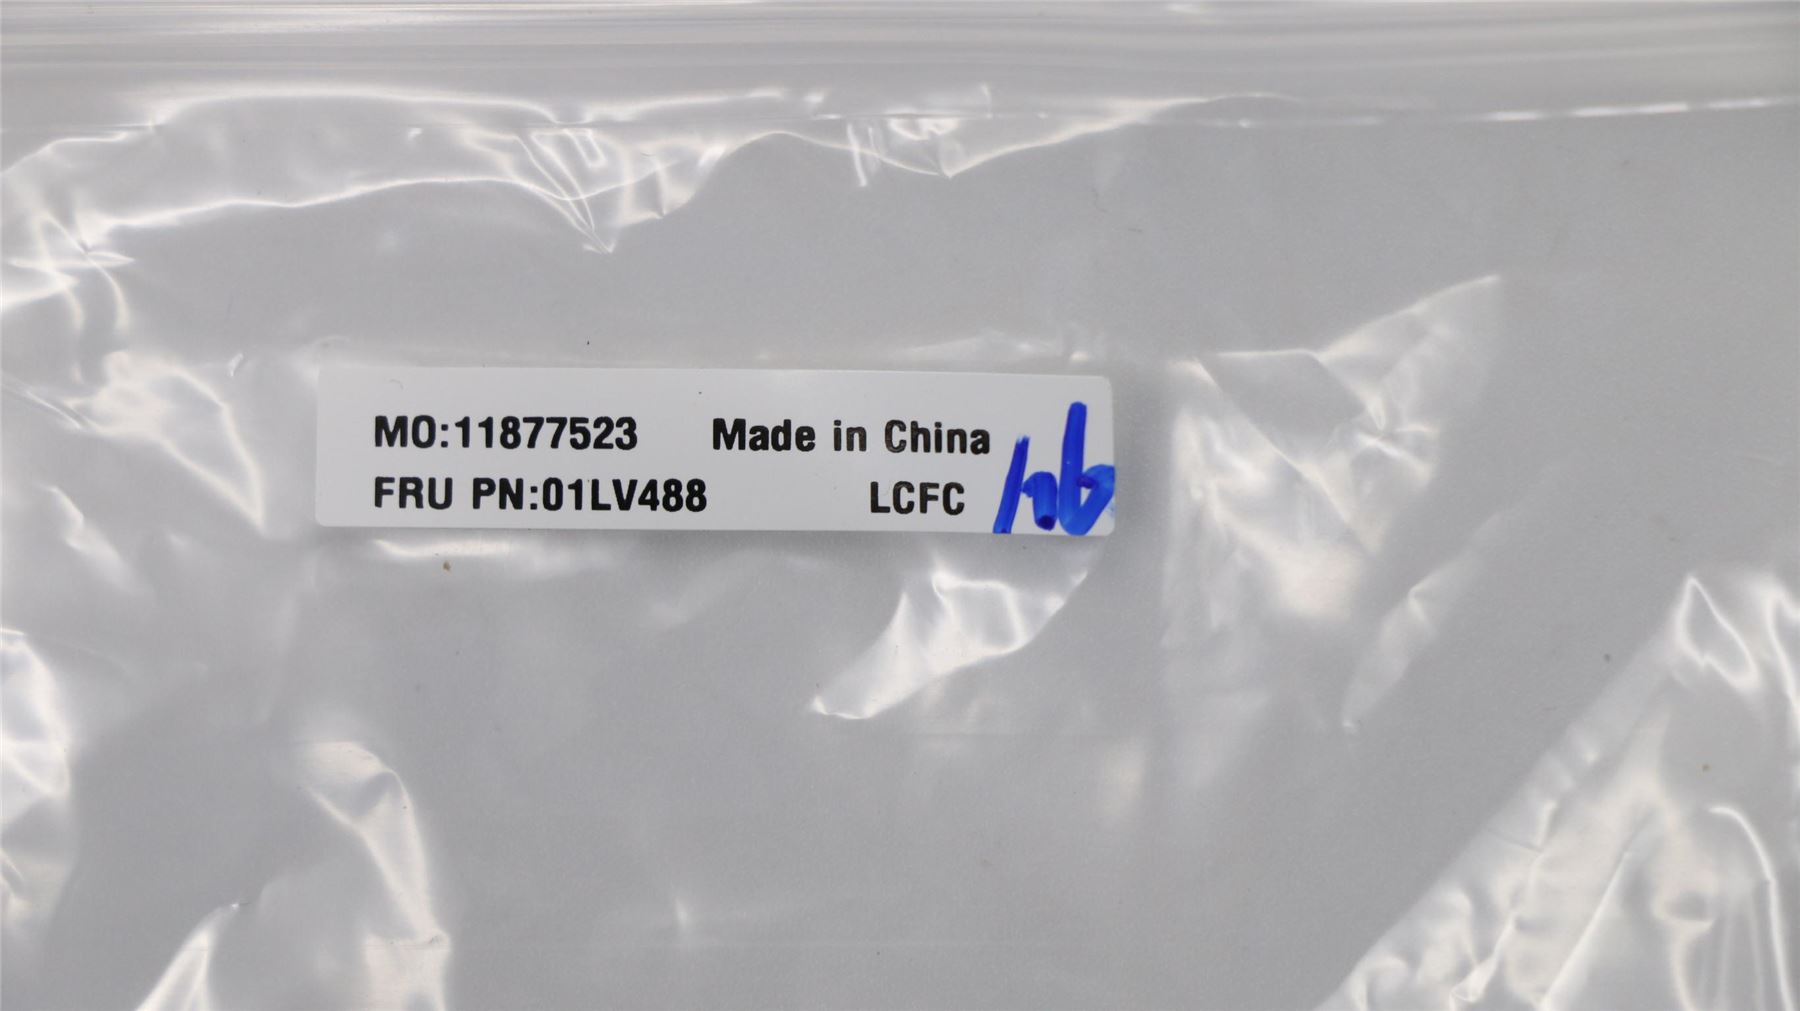 MO:11877523 Made in China
FRU PN:01LV488 LCFC